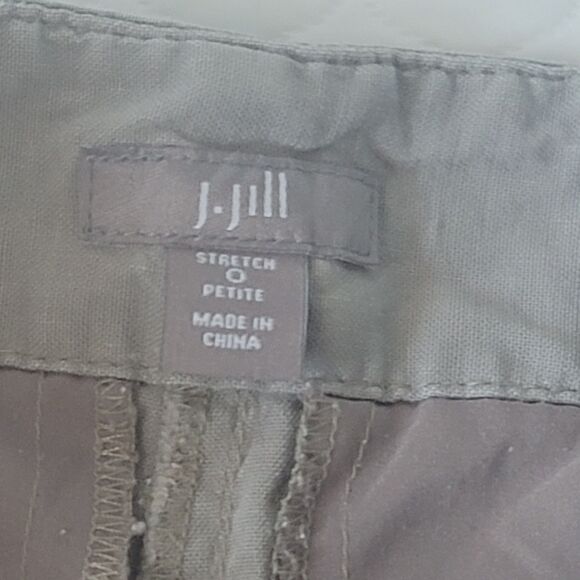 J.Jill
STRETCH
0
PETITE
MADE IN
CHINA